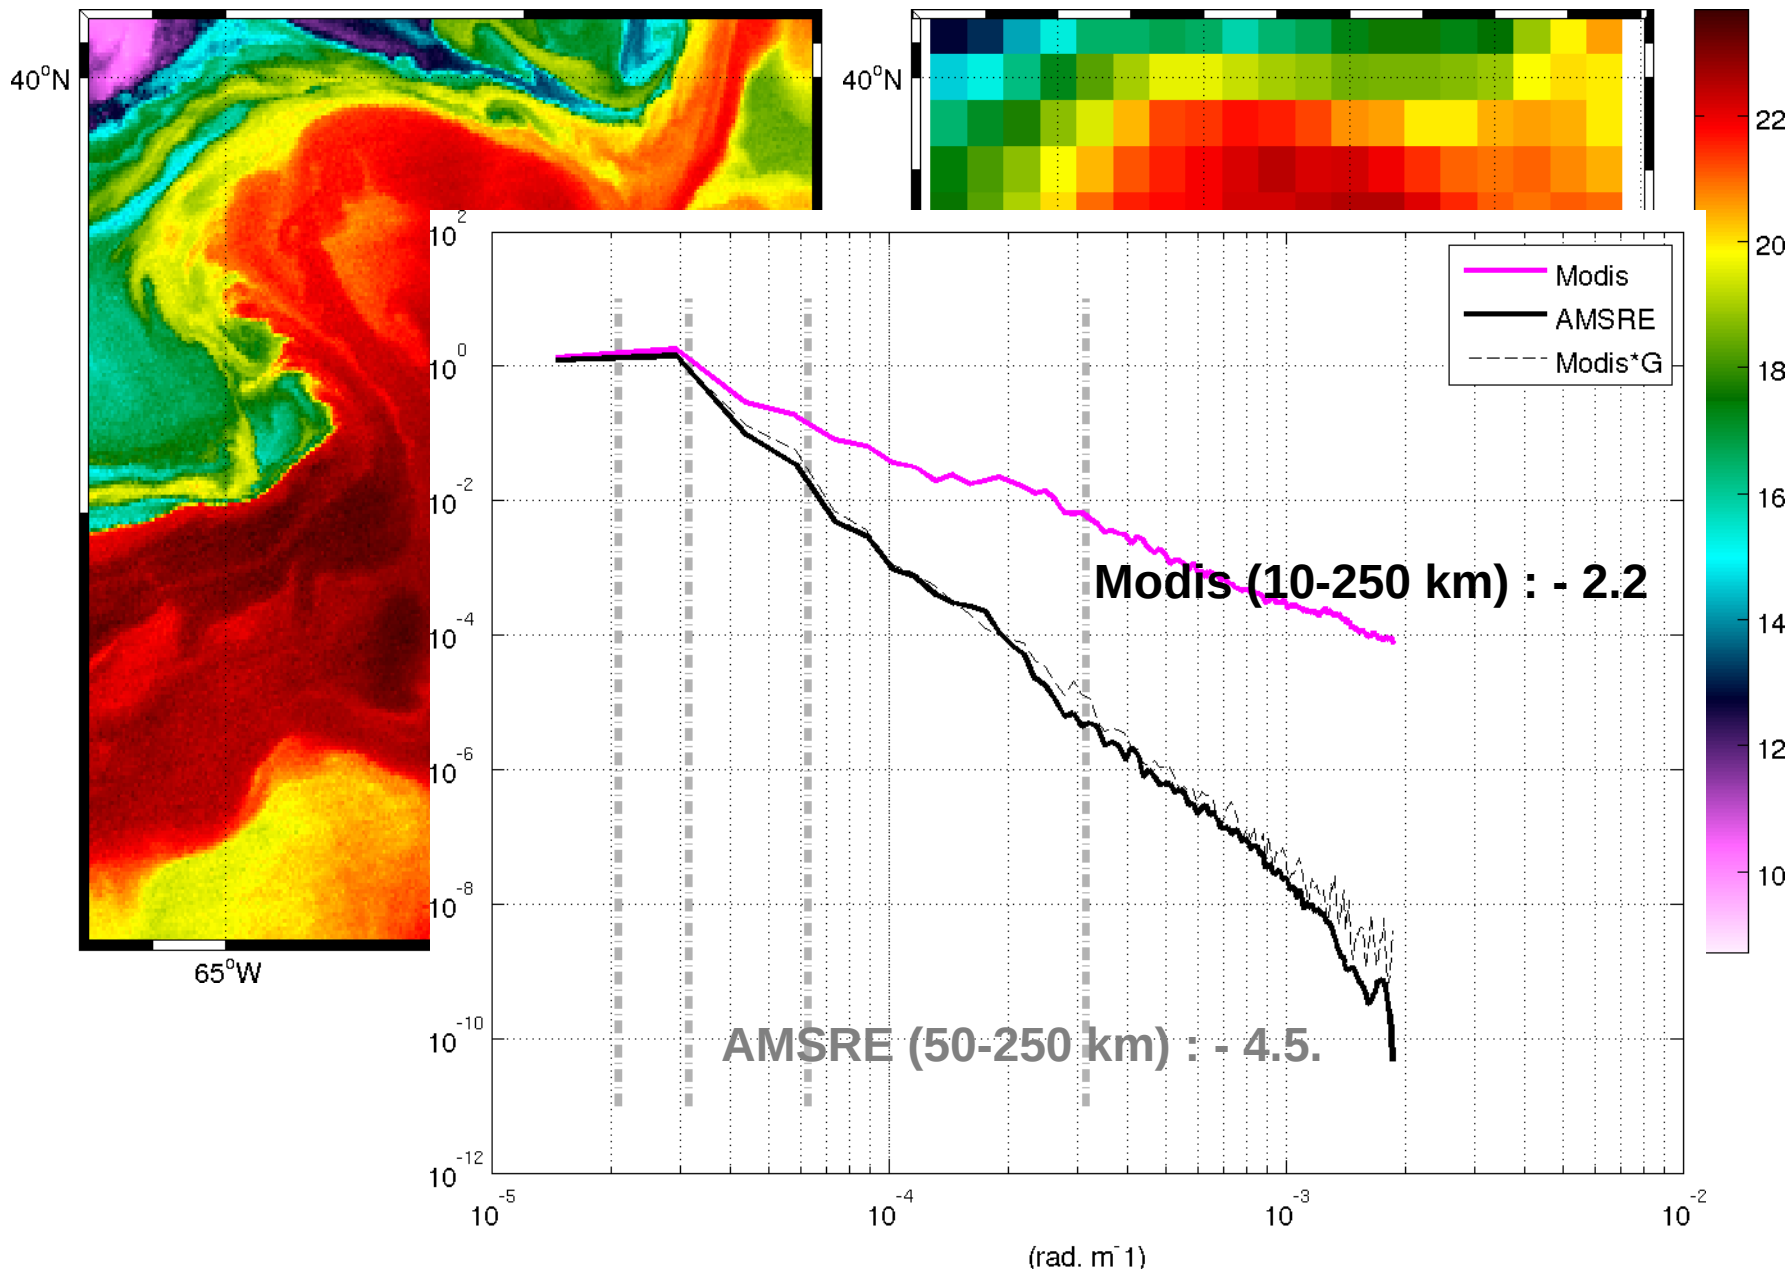 40°N
40°N
22
20
18
16
14
12
10
65°W
10^2
10^0
10^-2
10^-4
10^-6
10^-8
10^-10
10^-12
Modis
AMSRE
Modis*G
Modis (10-250 km) : - 2.2
AMSRE (50-250 km) : - 4.5.
10^-5
10^-4
10^-3
10^-2
(rad. m^-1)